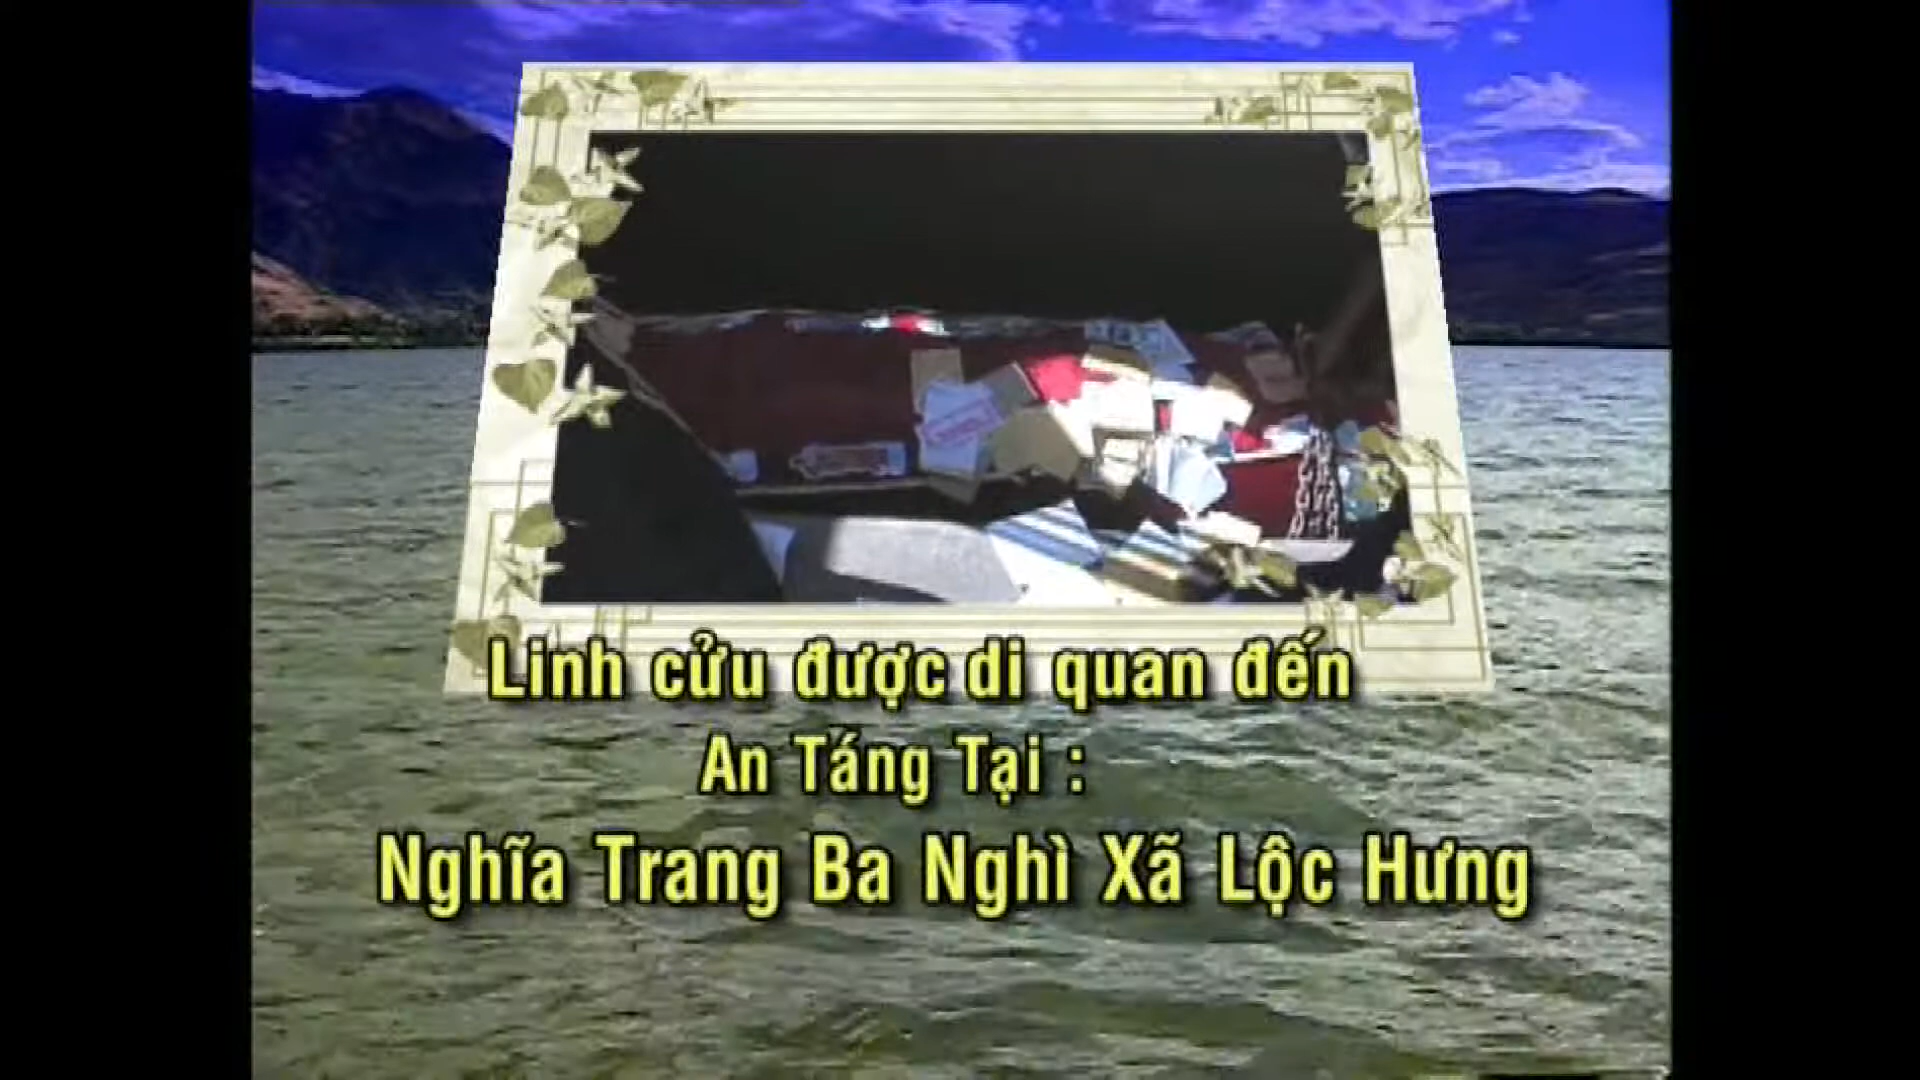 Linh cửu được di quan đến
An Táng Tại :
Nghĩa Trang Ba Nghì Xã Lộc Hưng